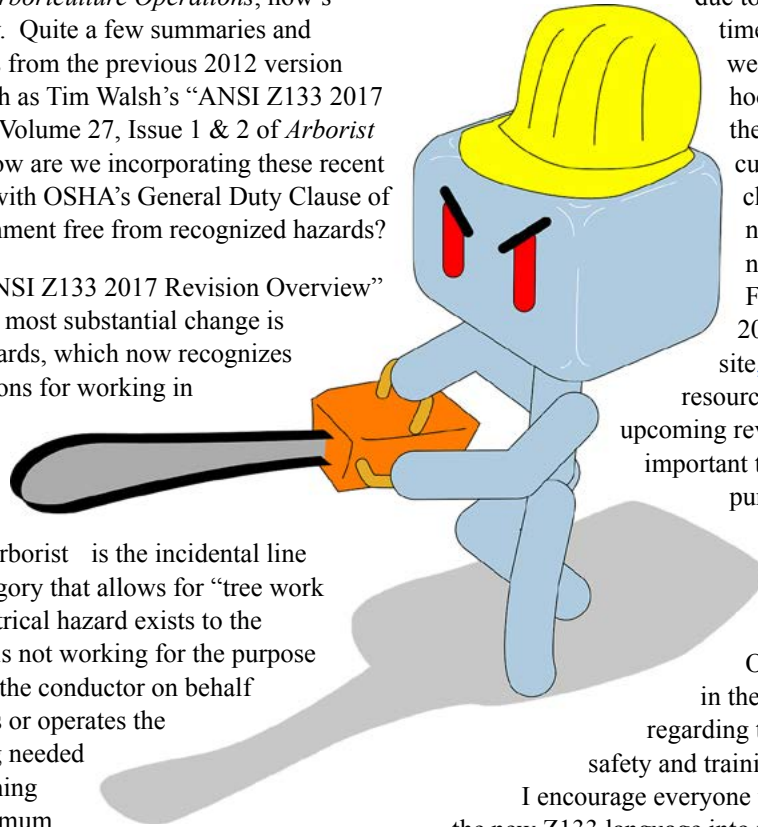 rboriculture Operations, how's
. Quite a few summaries and
s from the previous 2012 version
h as Tim Walsh's “ANSI Z133 2017
Volume 27, Issue 1 & 2 of Arborist
ow are we incorporating these recent
with OSHA's General Duty Clause of
nment free from recognized hazards?
NSI Z133 2017 Revision Overview”
most substantial change is
ards, which now recognizes
ons for working in
rborist is the incidental line
gory that allows for “tree work
trical hazard exists to the
is not working for the purpose
the conductor on behalf
s or operates the
g needed
ning
mum
due to
time
we
hoo
the
cu
cl
n
n
F
20
site,
resourc
upcoming rev
important t
pu
O
in the
regarding t
safety and traini
I encourage everyone
the new Z133 language into